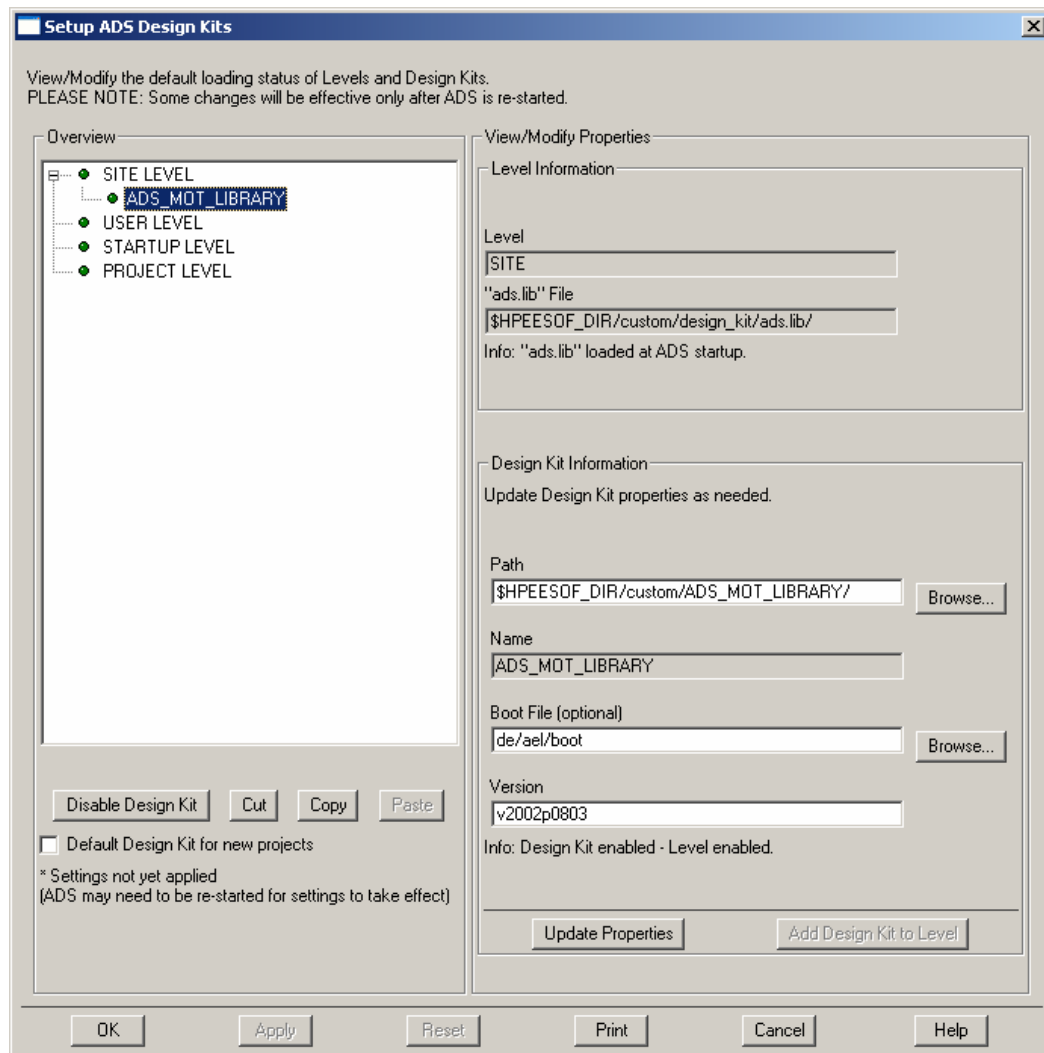 Setup ADS Design Kits
View/Modify the default loading status of Levels and Design Kits.
PLEASE NOTE: Some changes will be effective only after ADS is re-started.
Overview
SITE LEVEL
ADS_MOT_LIBRARY
USER LEVEL
STARTUP LEVEL
PROJECT LEVEL
Disable Design Kit
Cut
Copy
Paste
Default Design Kit for new projects
* Settings not yet applied
(ADS may need to be re-started for settings to take effect)
View/Modify Properties
Level Information
Level
SITE
"ads.lib" File
$HPEESOF_DIR/custom/design_kit/ads.lib/
Info: "ads.lib" loaded at ADS startup.
Design Kit Information
Update Design Kit properties as needed.
Path
$HPEESOF_DIR/custom/ADS_MOT_LIBRARY/
Browse...
Name
ADS_MOT_LIBRARY
Boot File (optional)
de/ael/boot
Browse...
Version
v2002p0803
Info: Design Kit enabled - Level enabled.
Update Properties
Add Design Kit to Level
OK
Apply
Reset
Print
Cancel
Help